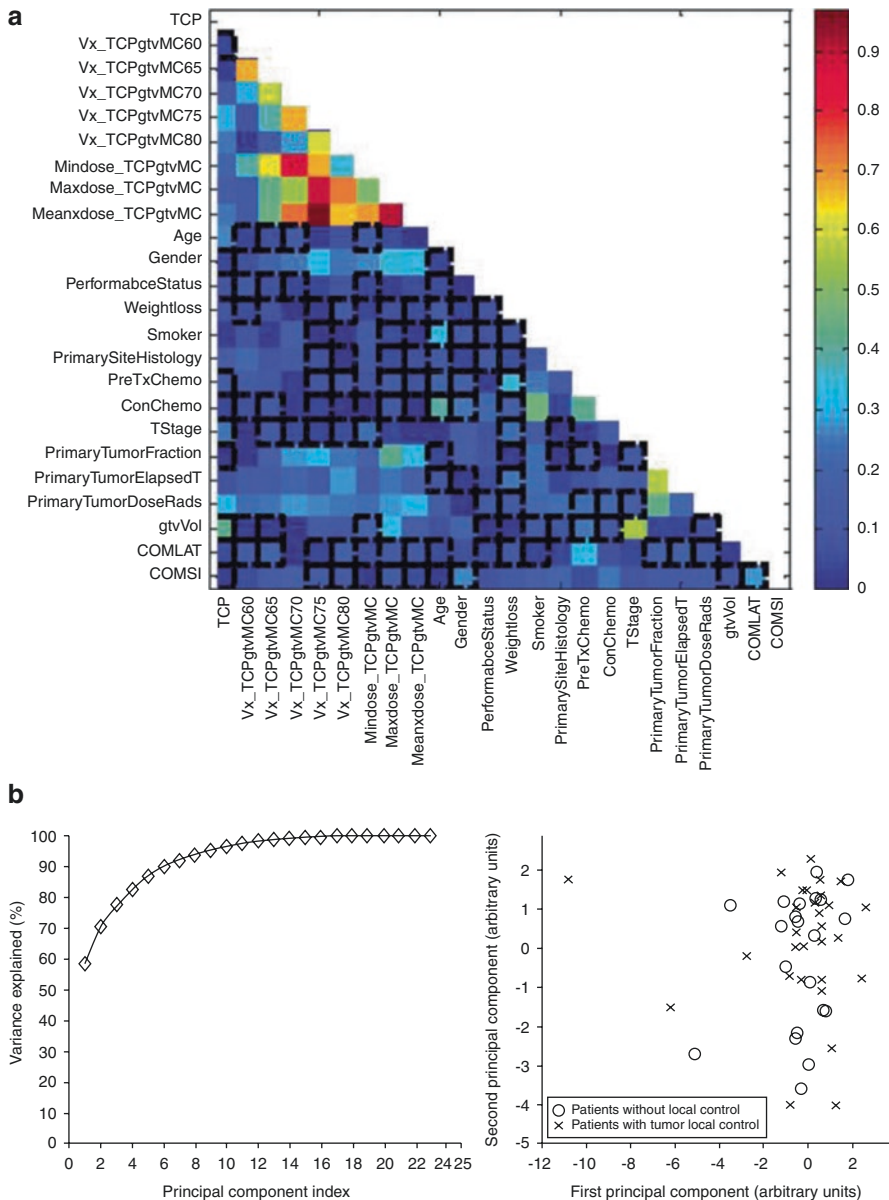 a
TCP
Vx_TCPgtvMC60
Vx_TCPgtvMC65
Vx_TCPgtvMC70
Vx_TCPgtvMC75
Vx_TCPgtvMC80
Mindose_TCPgtvMC
Maxdose_TCPgtvMC
Meanxdose_TCPgtvMC
Age
Gender
PerformabceStatus
Weightloss
Smoker
PrimarySiteHistology
PreTxChemo
ConChemo
TStage
PrimaryTumorFraction
PrimaryTumorElapsedT
PrimaryTumorDoseRads
gtvVol
COMLAT
COMSI
0.9
0.8
0.7
0.6
0.5
0.4
0.3
0.2
0.1
0
TCP
Vx_TCPgtvMC60
Vx_TCPgtvMC65
Vx_TCPgtvMC70
Vx_TCPgtvMC75
Vx_TCPgtvMC80
Mindose_TCPgtvMC
Maxdose_TCPgtvMC
Meanxdose_TCPgtvMC
Age
Gender
PerformabceStatus
Weightloss
Smoker
PrimarySiteHistology
PreTxChemo
ConChemo
TStage
PrimaryTumorFraction
PrimaryTumorElapsedT
PrimaryTumorDoseRads
gtvVol
COMLAT
COMSI
b
Variance explained (%)
100
90
80
70
60
50
40
30
20
10
0
0 2 4 6 8 10 12 14 16 18 20 22 24 25
Principal component index
Second principal component (arbitrary units)
2
1
0
-1
-2
-3
-4
-5
Patients without local control
Patients with tumor local control
-12 -10 -8 -6 -4 -2 0 2
First principal component (arbitrary units)